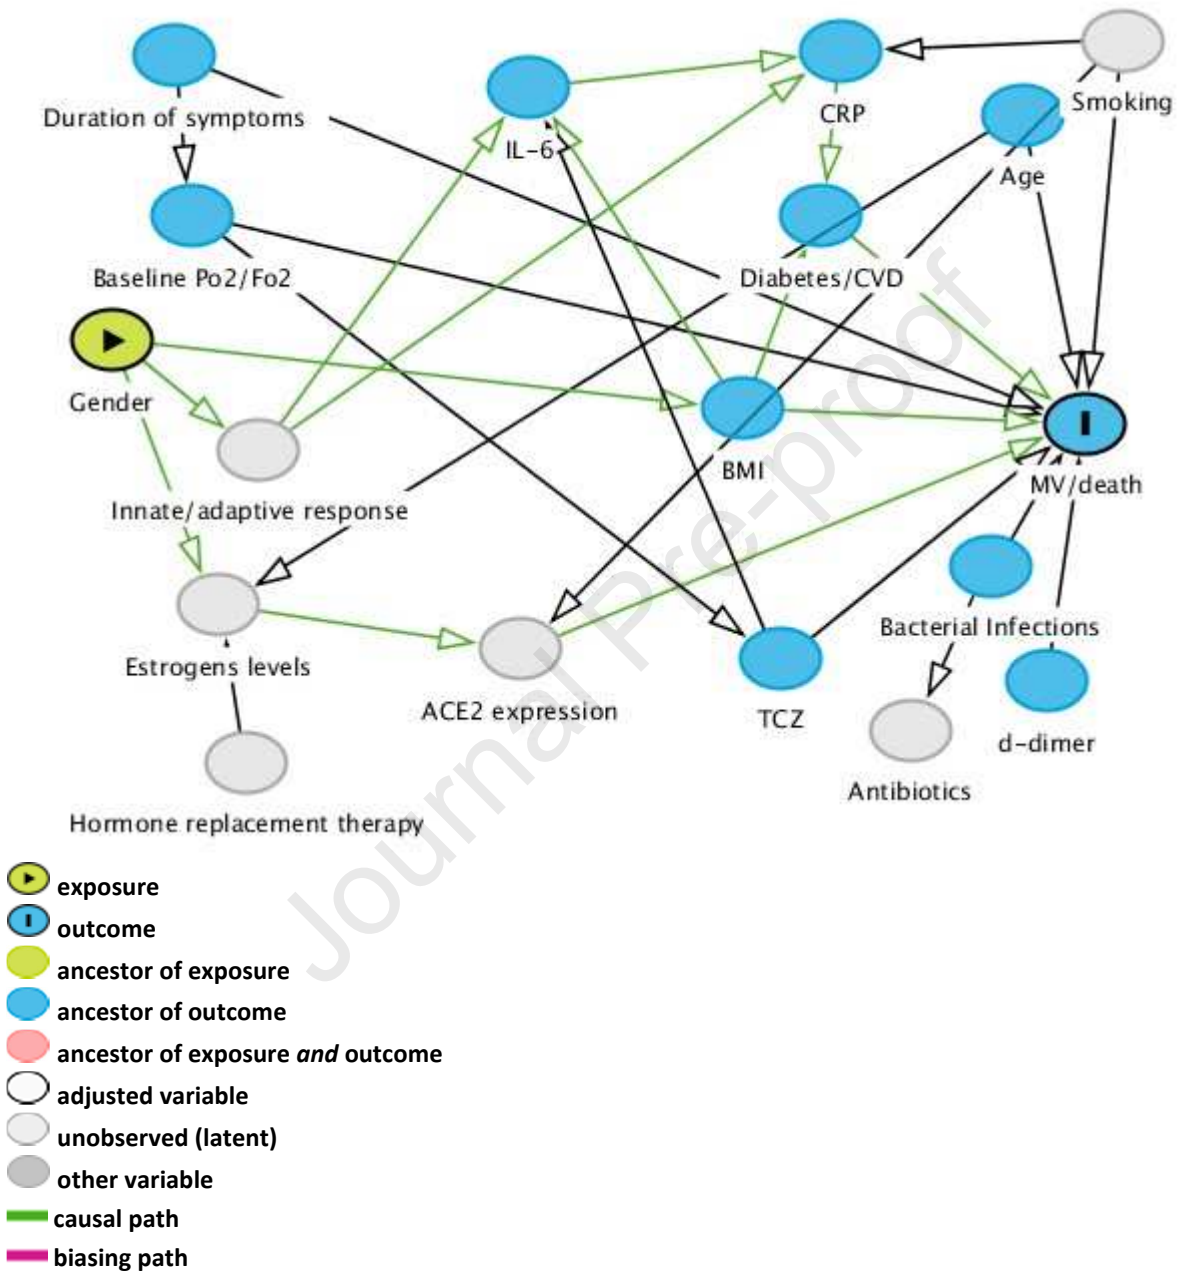 Smoking
CRP
Duration of symptoms
IL-6
Age
Baseline Po2/Fo2
Diabetes/CVD
Gender
BMI
MV/death
Innate/adaptive response
Bacterial Infections
Estrogens levels
ACE2 expression
TCZ
d-dimer
Antibiotics
Hormone replacement therapy
Journal Pre-proof
exposure
outcome
ancestor of exposure
ancestor of outcome
ancestor of exposure and outcome
adjusted variable
unobserved (latent)
other variable
causal path
biasing path